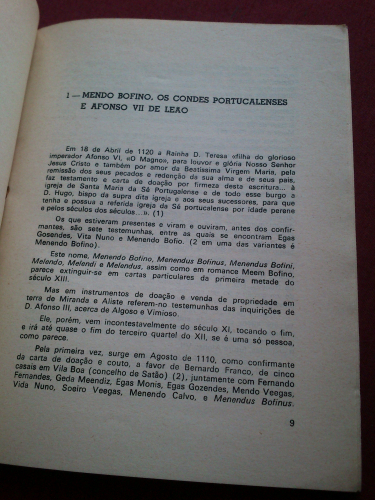 1 — MENDO BOFINO, OS CONDES PORTUCALENSES
E AFONSO VII DE LEAO
Em 18 de Abril de 1120 a Rainha D. Teresa «filha do glorioso
imperador Afonso VI, «O Magno», para louvor e glória Nosso Senhor
Jesus Cristo e também da Beatíssima Virgem Maria, pela
remissão dos seus pecados e redenção da sua alma e de seus pais,
faz testamento e carta de doação por firmeza desta escritura... à
igreja de Santa Maria da Sé Portugalense e de todo esse burgo a
D. Hugo, bispo da supra dita igreja e aos seus sucessores, para que
tenha e possua a referida igreja da Sé portucalense por idade perene
e pelos séculos dos séculos...». (1)
Os que estiveram presentes e viram e ouviram, antes dos confir-
mantes, são sete testemunhas, entre as quais se encontram Egas
Gosendes, Vita Nuno e Menendo Bofio. (2 em uma das variantes é
Menendo Bofino).
Este nome, Menendo Bofino, Menendus Bofinus, Menendus Bofini,
Melendo, Melendi e Melendus, assim como em romance Meem Bofino,
parece extinguir-se em cartas particulares da primeira metade do
século XIII.
Mas em instrumentos de doação e venda de propriedade em
terra de Miranda e Aliste referem-no testemunhas das inquirições de
D. Afonso III, acerca de Algoso e Vimioso.
Ele, porém, vem incontestavelmente do século XI, tocando o fim,
e irá até quase o fim do terceiro quartel do XII, se é uma só pessoa,
como parece.
Pela primeira vez, surge em Agosto de 1110, como confirmante
da carta de doação e couto, a favor de Bernardo Franco, de cinco
casais em Vila Boa (concelho de Satão) (2), juntamente com Fernando
Fernandes, Geda Meendiz, Egas Monis, Egas Gozendes, Mendo Veegas,
Vida Nuno, Soeiro Veegas, Menendo Calvo, e Menendus Bofinus.
9